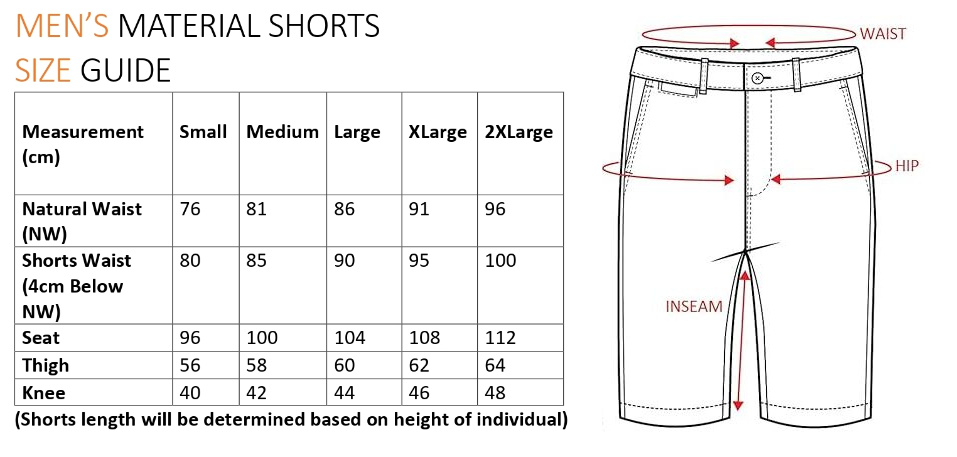 MEN'S MATERIAL SHORTS
SIZE GUIDE
Measurement (cm) Small Medium Large XLarge 2XLarge
Natural Waist (NW) 76 81 86 91 96
Shorts Waist (4cm Below NW) 80 85 90 95 100
Seat 96 100 104 108 112
Thigh 56 58 60 62 64
Knee 40 42 44 46 48
(Shorts length will be determined based on height of individual)
WAIST
HIP
INSEAM